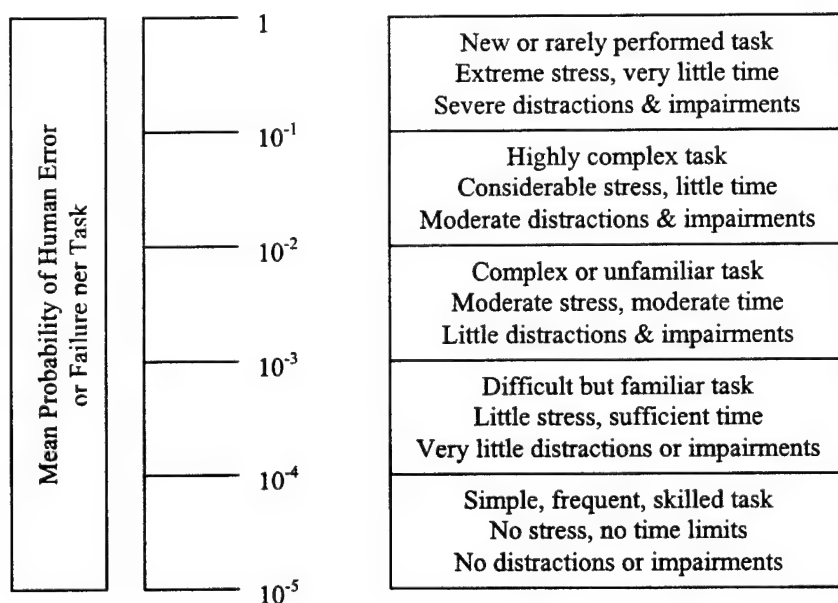 Mean Probability of Human Error
or Failure per Task
1
10⁻¹
10⁻²
10⁻³
10⁻⁴
10⁻⁵
New or rarely performed task
Extreme stress, very little time
Severe distractions & impairments
Highly complex task
Considerable stress, little time
Moderate distractions & impairments
Complex or unfamiliar task
Moderate stress, moderate time
Little distractions & impairments
Difficult but familiar task
Little stress, sufficient time
Very little distractions or impairments
Simple, frequent, skilled task
No stress, no time limits
No distractions or impairments